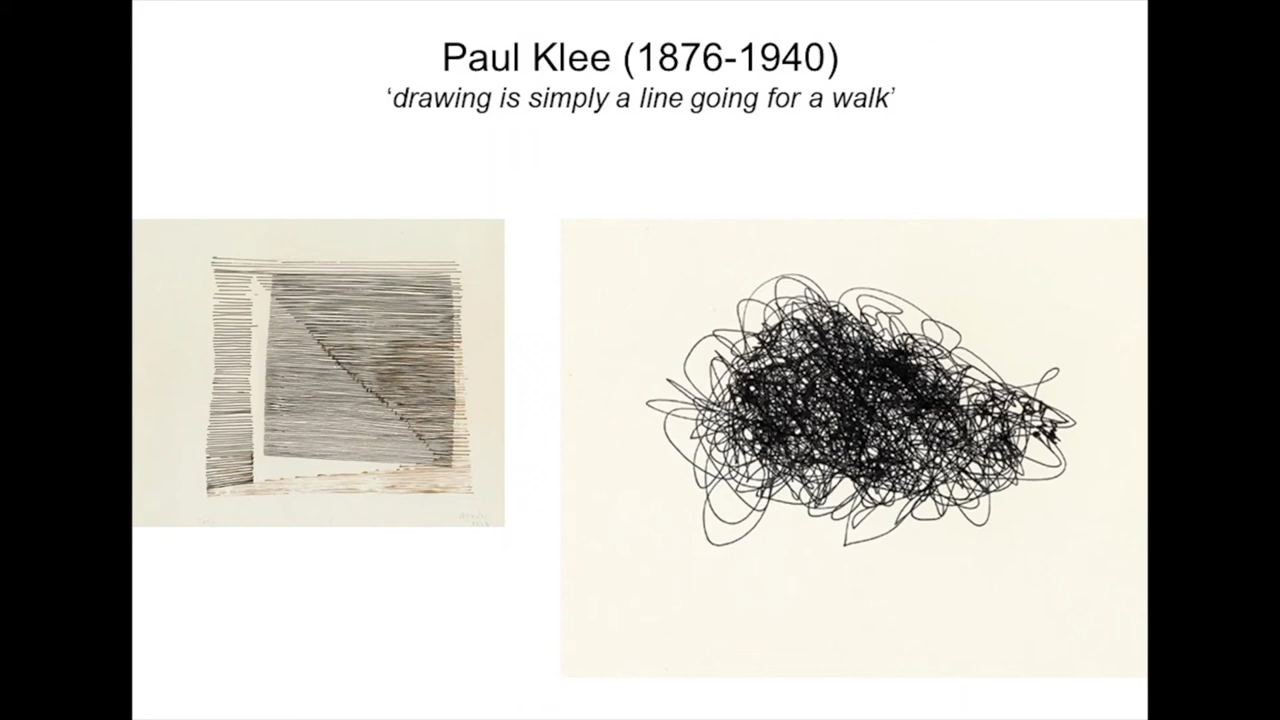 Paul Klee (1876-1940)
‘drawing is simply a line going for a walk’